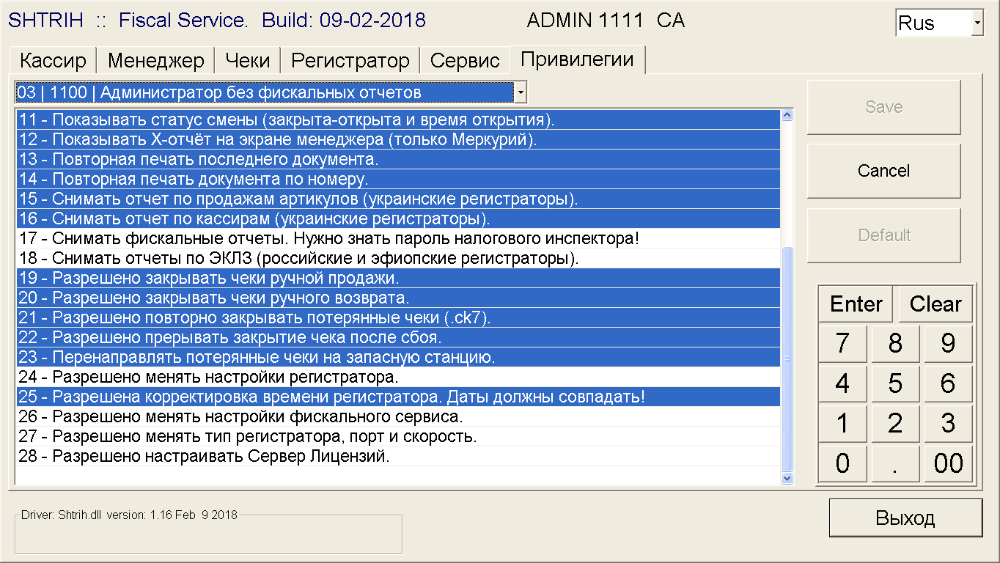 SHTRIH :: Fiscal Service. Build: 09-02-2018 ADMIN 1111 CA Rus
Кассир Менеджер Чеки Регистратор Сервис Привилегии
03 | 1100 | Администратор без фискальных отчетов
11 - Показывать статус смены (закрыта-открыта и время открытия).
12 - Показывать X-отчёт на экране менеджера (только Меркурий).
13 - Повторная печать последнего документа.
14 - Повторная печать документа по номеру.
15 - Снимать отчет по продажам артикулов (украинские регистраторы).
16 - Снимать отчет по кассирам (украинские регистраторы).
17 - Снимать фискальные отчеты. Нужно знать пароль налогового инспектора!
18 - Снимать отчеты по ЭКЛЗ (российские и эфиопские регистраторы).
19 - Разрешено закрывать чеки ручной продажи.
20 - Разрешено закрывать чеки ручного возврата.
21 - Разрешено повторно закрывать потерянные чеки (.ck7).
22 - Разрешено прерывать закрытие чека после сбоя.
23 - Перенаправлять потерянные чеки на запасную станцию.
24 - Разрешено менять настройки регистратора.
25 - Разрешена корректировка времени регистратора. Даты должны совпадать!
26 - Разрешено менять настройки фискального сервиса.
27 - Разрешено менять тип регистратора, порт и скорость.
28 - Разрешено настраивать Сервер Лицензий.
Save
Cancel
Default
Enter Clear
7 8 9
4 5 6
1 2 3
0 . 00
Driver: Shtrih.dll version: 1.16 Feb 9 2018
Выход